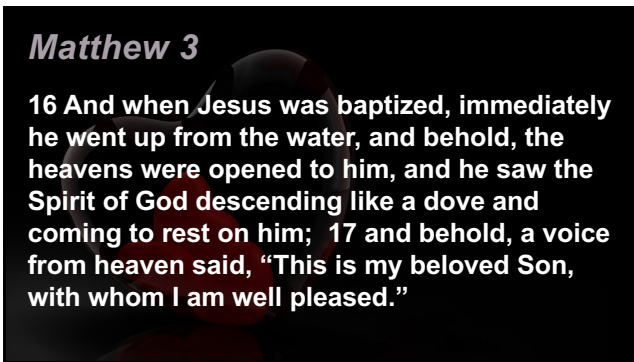 Matthew 3
16 And when Jesus was baptized, immediately
he went up from the water, and behold, the
heavens were opened to him, and he saw the
Spirit of God descending like a dove and
coming to rest on him;  17 and behold, a voice
from heaven said, “This is my beloved Son,
with whom I am well pleased.”